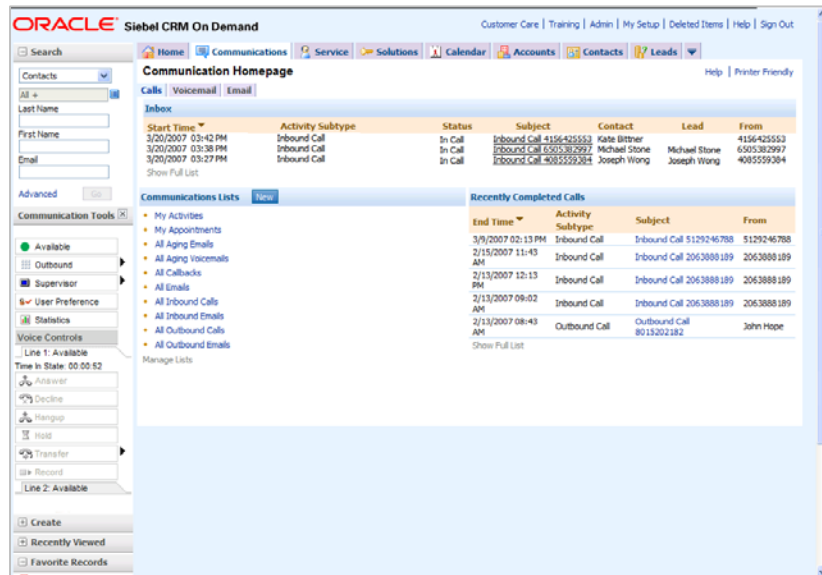 ORACLE Siebel CRM On Demand
Customer Care | Training | Admin | My Setup | Deleted Items | Help | Sign Out
Search
Home Communications Service Solutions Calendar Accounts Contacts Leads
Contacts
All +
Last Name
First Name
Email
Advanced Go
Communication Tools
Available
Outbound
Supervisor
User Preference
Statistics
Voice Controls
Line 1: Available
Time In State: 00:00:52
Answer
Decline
Hangup
Hold
Transfer
Record
Line 2: Available
Create
Recently Viewed
Favorite Records
Communication Homepage
Help | Printer Friendly
Calls Voicemail Email
Inbox
Start Time Activity Subtype Status Subject Contact Lead From
3/20/2007 03:42 PM Inbound Call In Call Inbound Call 4156425553 Kate Bittner 4156425553
3/20/2007 03:38 PM Inbound Call In Call Inbound Call 6505382997 Michael Stone Michael Stone 6505382997
3/20/2007 03:27 PM Inbound Call In Call Inbound Call 4085559384 Joseph Wong Joseph Wong 4085559384
Show Full List
Communications Lists New
My Activities
My Appointments
All Aging Emails
All Aging Voicemails
All Callbacks
All Emails
All Inbound Calls
All Inbound Emails
All Outbound Calls
All Outbound Emails
Manage Lists
Recently Completed Calls
End Time Activity Subtype Subject From
3/9/2007 02:13 PM Inbound Call Inbound Call 5129246788 5129246788
2/15/2007 11:43 AM Inbound Call Inbound Call 2063888189 2063888189
2/13/2007 12:13 PM Inbound Call Inbound Call 2063888189 2063888189
2/13/2007 09:02 AM Inbound Call Inbound Call 2063888189 2063888189
2/13/2007 08:43 AM Outbound Call Outbound Call 8015202182 John Hope
Show Full List